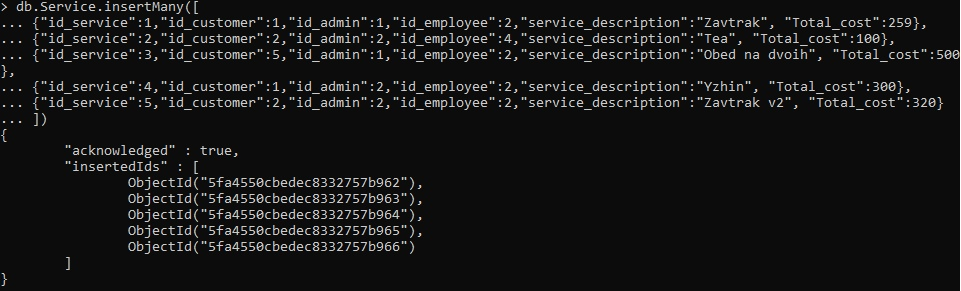 > db.Service.insertMany([
... {"id_service":1,"id_customer":1,"id_admin":1,"id_employee":2,"service_description":"Zavtrak", "Total_cost":259},
... {"id_service":2,"id_customer":2,"id_admin":2,"id_employee":4,"service_description":"Tea", "Total_cost":100},
... {"id_service":3,"id_customer":5,"id_admin":1,"id_employee":2,"service_description":"Obed na dvoih", "Total_cost":500
},
... {"id_service":4,"id_customer":1,"id_admin":2,"id_employee":2,"service_description":"Yzhin", "Total_cost":300},
... {"id_service":5,"id_customer":2,"id_admin":2,"id_employee":2,"service_description":"Zavtrak v2", "Total_cost":320}
... ])
{
        "acknowledged" : true,
        "insertedIds" : [
                ObjectId("5fa4550cbedec8332757b962"),
                ObjectId("5fa4550cbedec8332757b963"),
                ObjectId("5fa4550cbedec8332757b964"),
                ObjectId("5fa4550cbedec8332757b965"),
                ObjectId("5fa4550cbedec8332757b966")
        ]
}